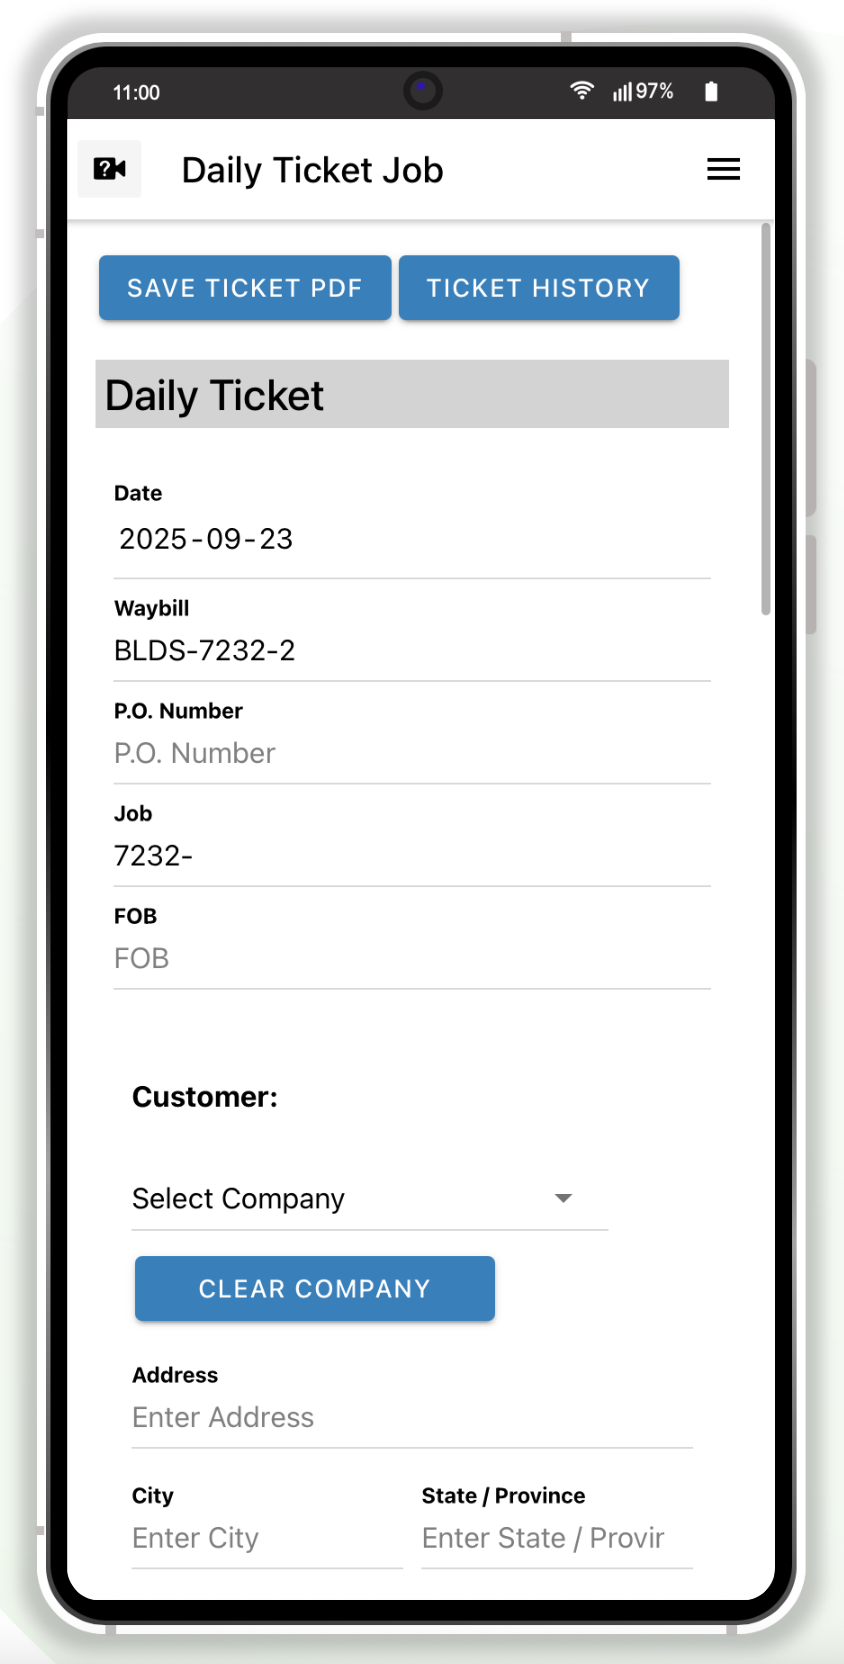 11:00 97%
Daily Ticket Job
SAVE TICKET PDF TICKET HISTORY
Daily Ticket
Date
2025-09-23
Waybill
BLDS-7232-2
P.O. Number
P.O. Number
Job
7232-
FOB
FOB
Customer:
Select Company
CLEAR COMPANY
Address
Enter Address
City State / Province
Enter City Enter State / Provir